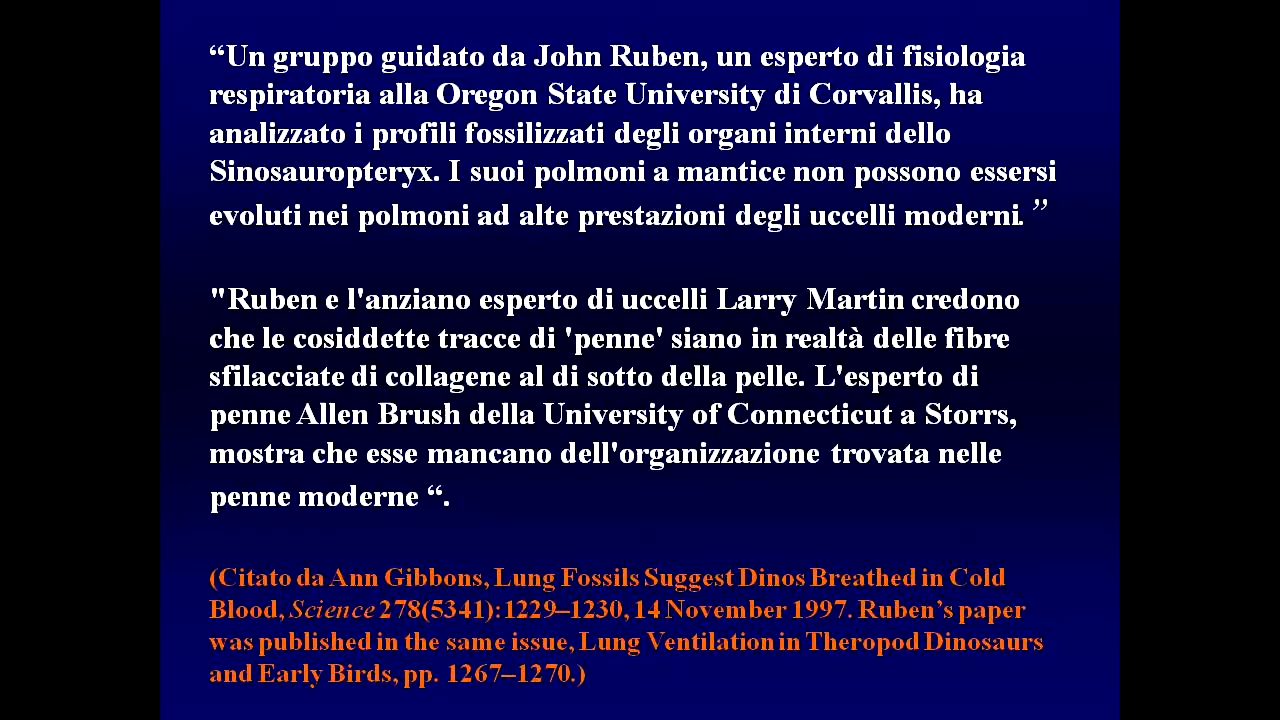 “Un gruppo guidato da John Ruben, un esperto di fisiologia
respiratoria alla Oregon State University di Corvallis, ha
analizzato i profili fossilizzati degli organi interni dello
Sinosauropteryx. I suoi polmoni a mantice non possono essersi
evoluti nei polmoni ad alte prestazioni degli uccelli moderni. ”
"Ruben e l'anziano esperto di uccelli Larry Martin credono
che le cosiddette tracce di 'penne' siano in realtà delle fibre
sfilacciate di collagene al di sotto della pelle. L'esperto di
penne Allen Brush della University of Connecticut a Storrs,
mostra che esse mancano dell'organizzazione trovata nelle
penne moderne “.
(Citato da Ann Gibbons, Lung Fossils Suggest Dinos Breathed in Cold
Blood, Science 278(5341):1229–1230, 14 November 1997. Ruben’s paper
was published in the same issue, Lung Ventilation in Theropod Dinosaurs
and Early Birds, pp. 1267–1270.)